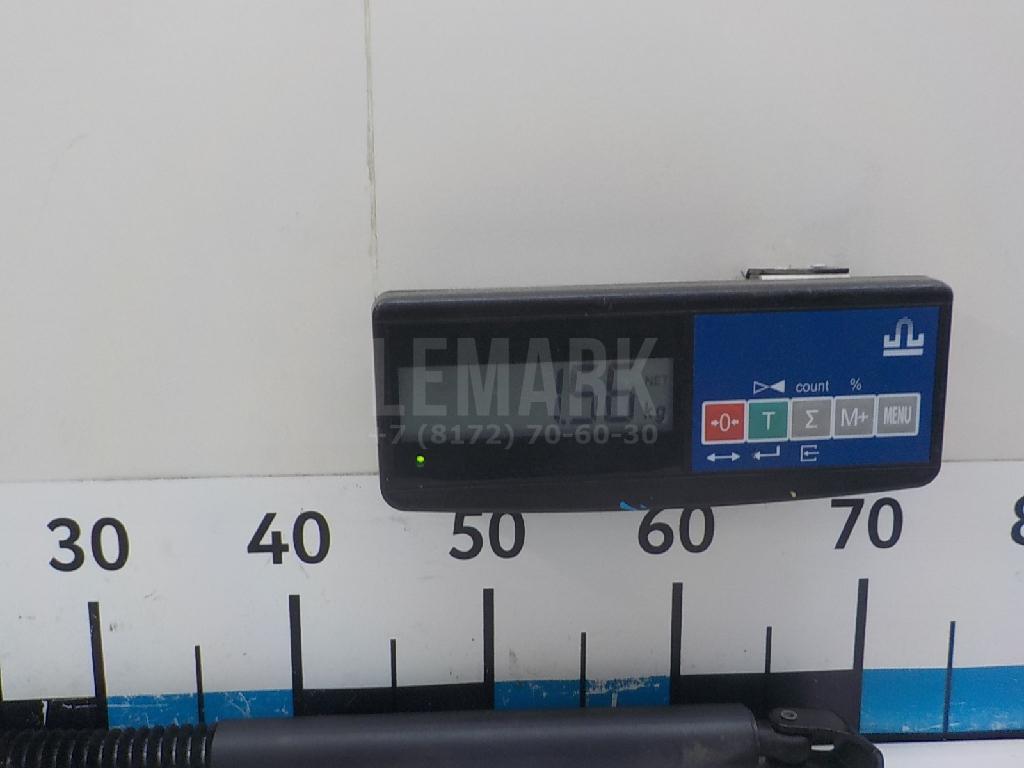 LEMARK
NET
kg
+7 (8172) 70-60-30
count %
→0← T Σ M+ MENU
30 40 50 60 70